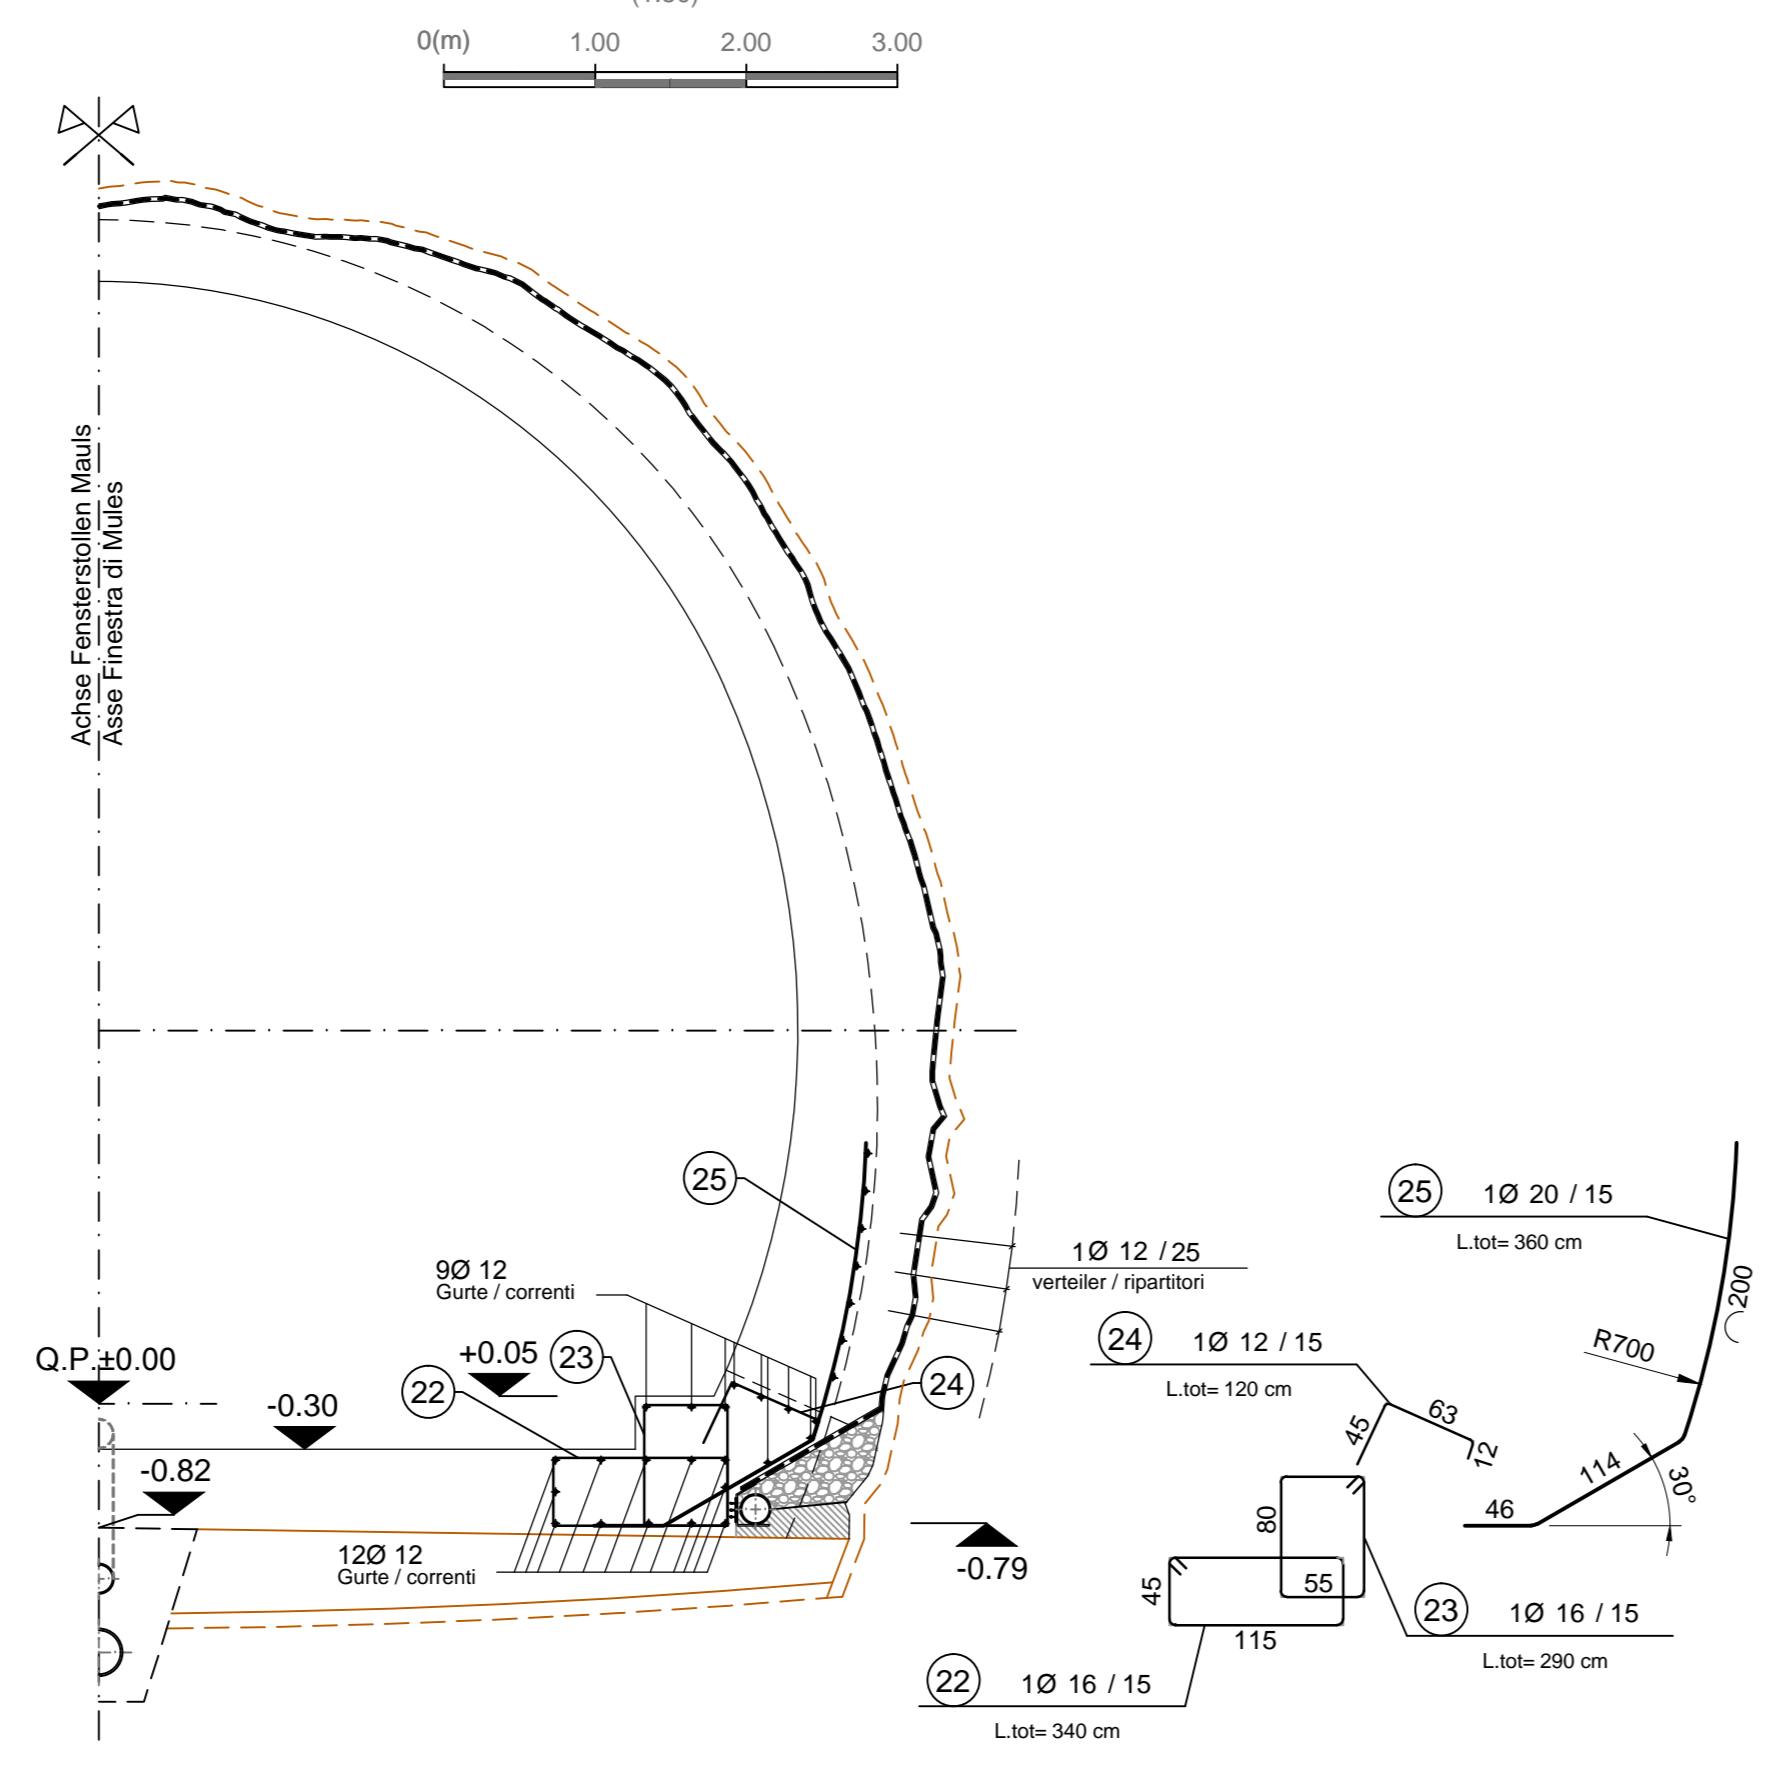 0(m) 1.00 2.00 3.00
Achse Fensterstollen Mauls
Asse Finestra di Mules
25
25 1Ø 20 / 15
L.tot= 360 cm
200
9Ø 12
Gurte / correnti
1Ø 12 / 25
verteiler / ripartitori
24 1Ø 12 / 15
L.tot= 120 cm
R700
Q.P.±0.00
+0.05
23
22
24
-0.30
-0.82
45
63
12
114
30°
46
12Ø 12
Gurte / correnti
-0.79
80
55
45
115
23 1Ø 16 / 15
L.tot= 290 cm
22 1Ø 16 / 15
L.tot= 340 cm